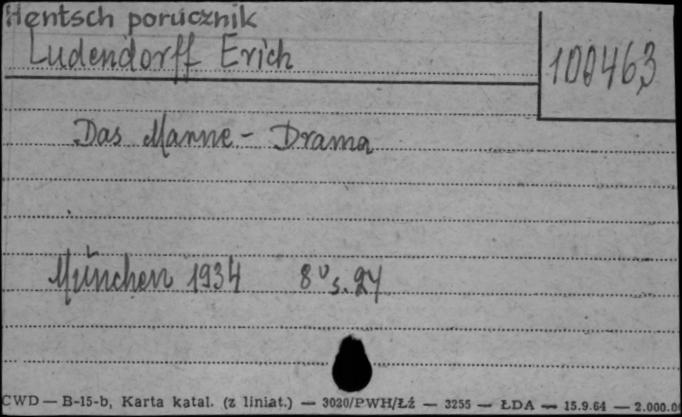 Hentsch porucznik
Ludendorff Erich
100463
Das Marne - Drama
München 1934 8° s. 24
CWD — B-15-b, Karta katal. (z liniat.) — 3020/PWH/Łź — 3255 — ŁDA — 15.9.64 — 2.000.0